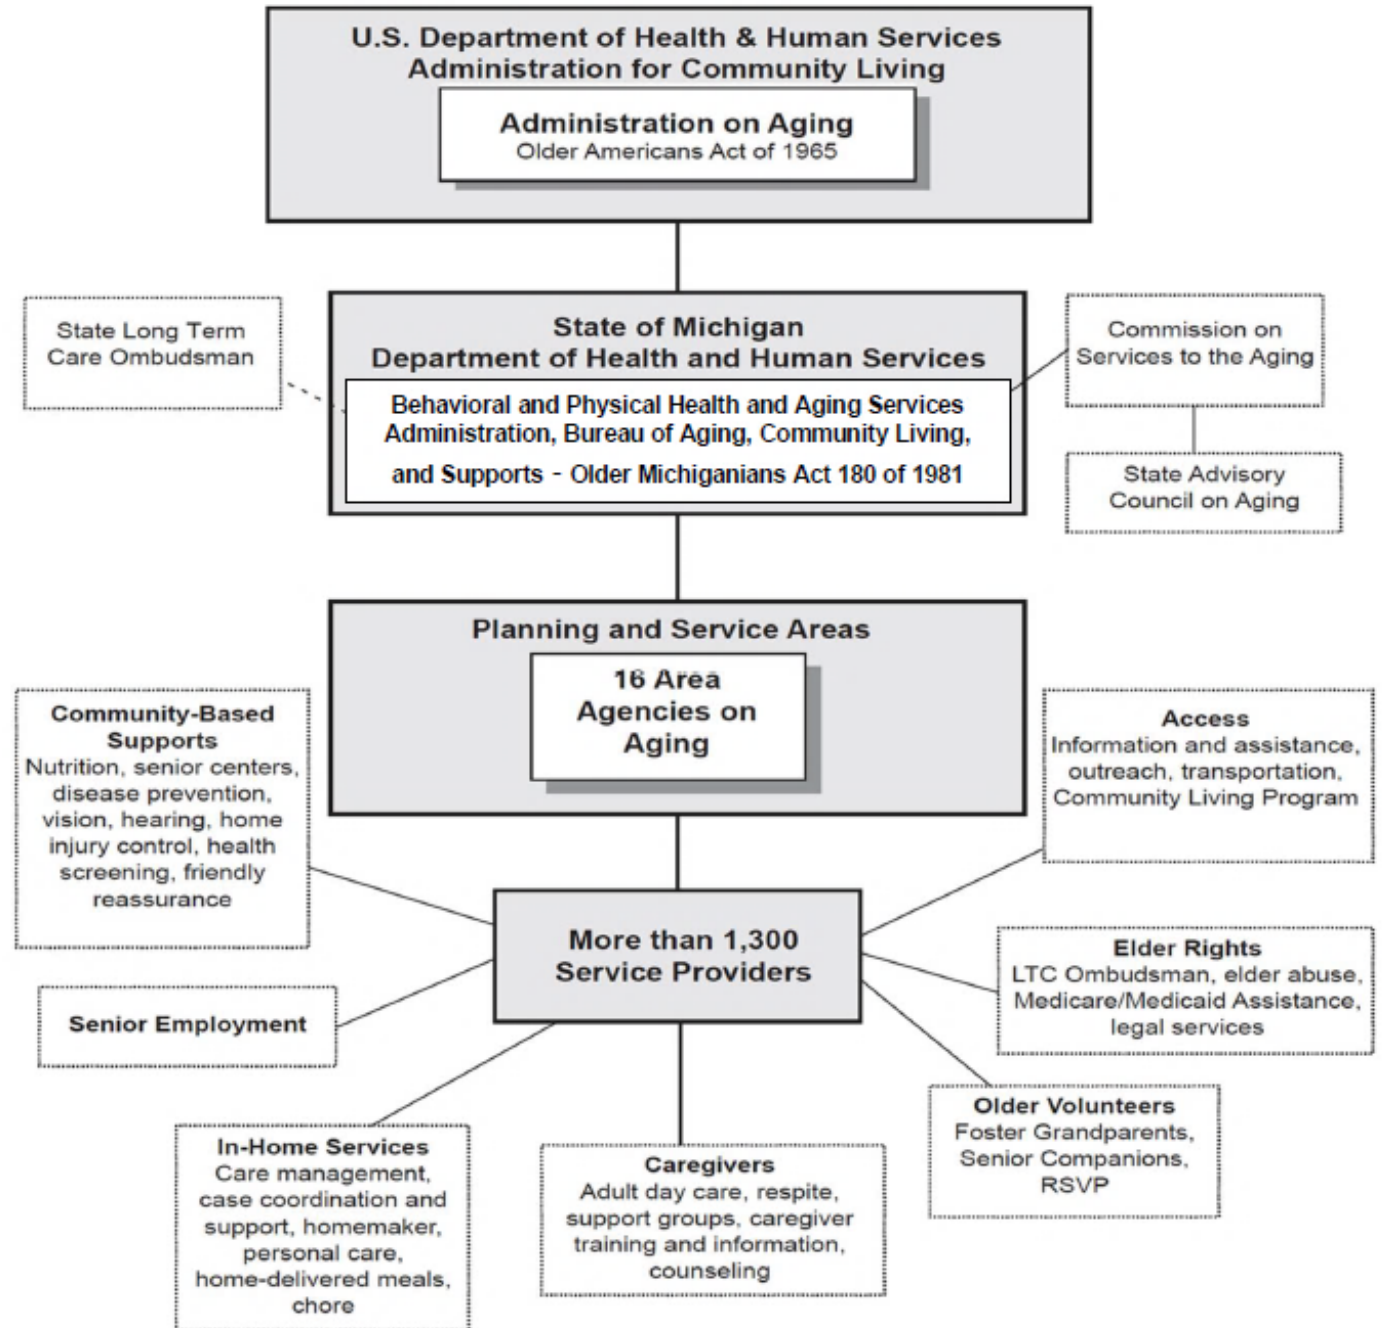 U.S. Department of Health & Human Services
Administration for Community Living
Administration on Aging
Older Americans Act of 1965
State Long Term
Care Ombudsman
State of Michigan
Department of Health and Human Services
Behavioral and Physical Health and Aging Services
Administration, Bureau of Aging, Community Living,
and Supports - Older Michiganians Act 180 of 1981
Commission on
Services to the Aging
State Advisory
Council on Aging
Planning and Service Areas
16 Area
Agencies on
Aging
Community-Based
Supports
Nutrition, senior centers,
disease prevention,
vision, hearing, home
injury control, health
screening, friendly
reassurance
Access
Information and assistance,
outreach, transportation,
Community Living Program
More than 1,300
Service Providers
Elder Rights
LTC Ombudsman, elder abuse,
Medicare/Medicaid Assistance,
legal services
Senior Employment
Older Volunteers
Foster Grandparents,
Senior Companions,
RSVP
In-Home Services
Care management,
case coordination and
support, homemaker,
personal care,
home-delivered meals,
chore
Caregivers
Adult day care, respite,
support groups, caregiver
training and information,
counseling